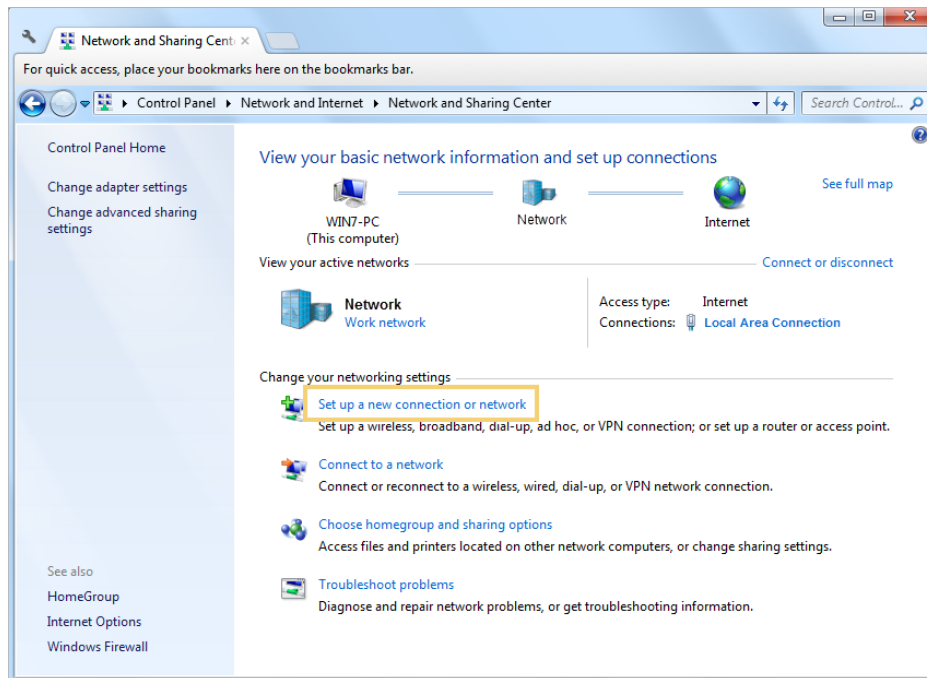 Network and Sharing Cent
For quick access, place your bookmarks here on the bookmarks bar.
Control Panel Network and Internet Network and Sharing Center
Search Control...
Control Panel Home
Change adapter settings
Change advanced sharing
settings
See also
HomeGroup
Internet Options
Windows Firewall
View your basic network information and set up connections
See full map
WIN7-PC
(This computer)
Network
Internet
View your active networks
Connect or disconnect
Network
Work network
Access type: Internet
Connections: Local Area Connection
Change your networking settings
Set up a new connection or network
Set up a wireless, broadband, dial-up, ad hoc, or VPN connection; or set up a router or access point.
Connect to a network
Connect or reconnect to a wireless, wired, dial-up, or VPN network connection.
Choose homegroup and sharing options
Access files and printers located on other network computers, or change sharing settings.
Troubleshoot problems
Diagnose and repair network problems, or get troubleshooting information.